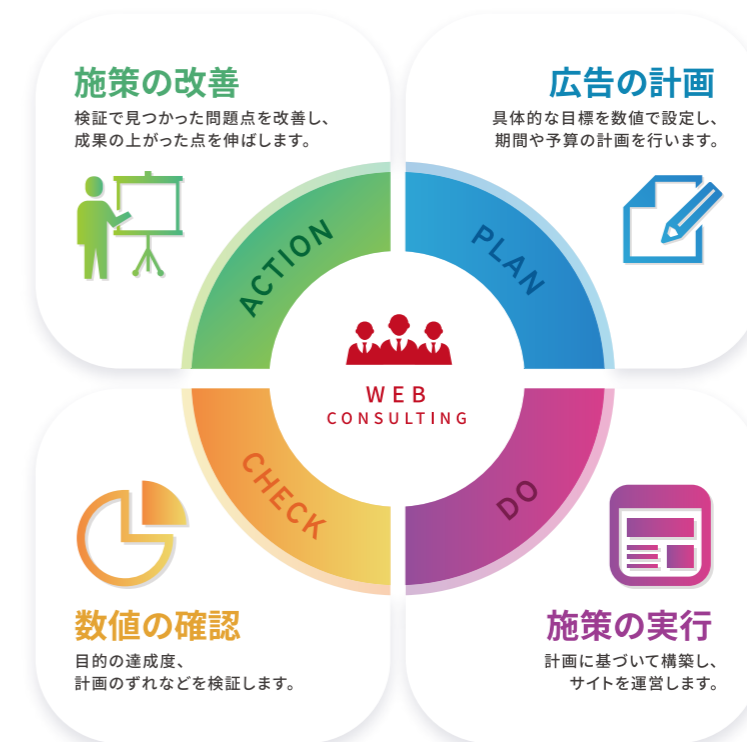 施策の改善
検証で見つかった問題点を改善し、
成果の上がった点を伸ばします。
広告の計画
具体的な目標を数値で設定し、
期間や予算の計画を行います。
ACTION
PLAN
WEB
CONSULTING
CHECK
DO
数値の確認
目的の達成度、
計画のずれなどを検証します。
施策の実行
計画に基づいて構築し、
サイトを運営します。